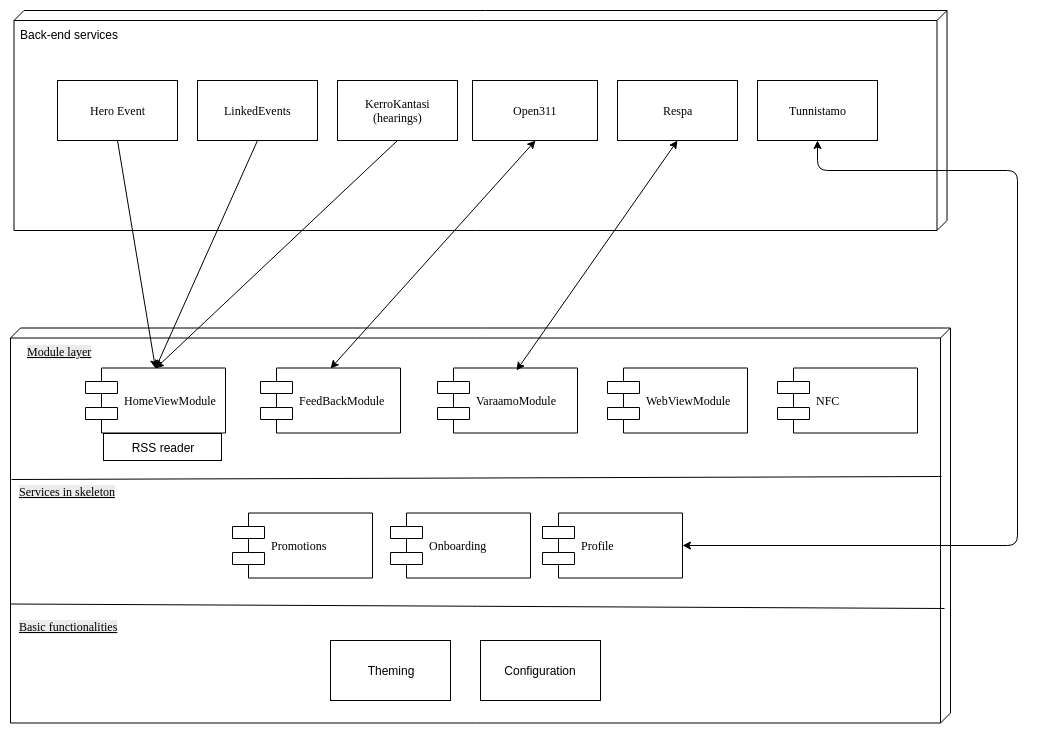 Back-end services
Hero Event
LinkedEvents
KerroKantasi
(hearings)
Open311
Respa
Tunnistamo
Module layer
HomeViewModule
FeedBackModule
VaraamoModule
WebViewModule
NFC
RSS reader
Services in skeleton
Promotions
Onboarding
Profile
Basic functionalities
Theming
Configuration